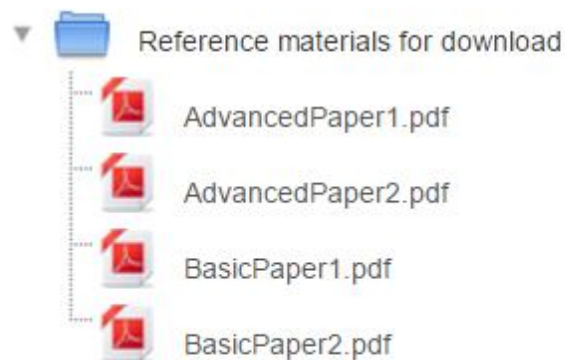 Reference materials for download
AdvancedPaper1.pdf
AdvancedPaper2.pdf
BasicPaper1.pdf
BasicPaper2.pdf